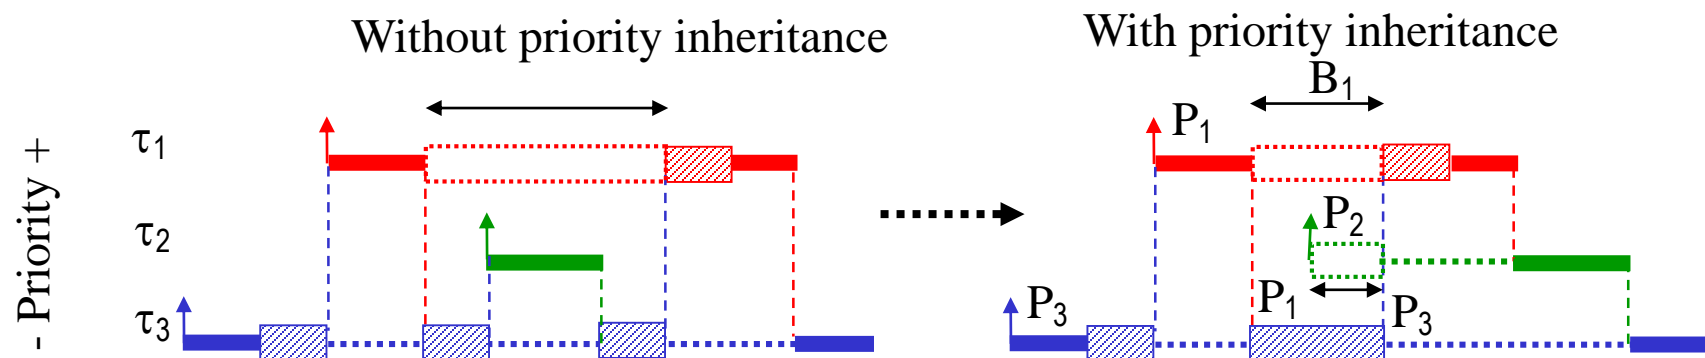 Without priority inheritance
With priority inheritance
B₁
- Priority +
τ₁
P₁
τ₂
P₂
τ₃
P₃
P₁
P₃